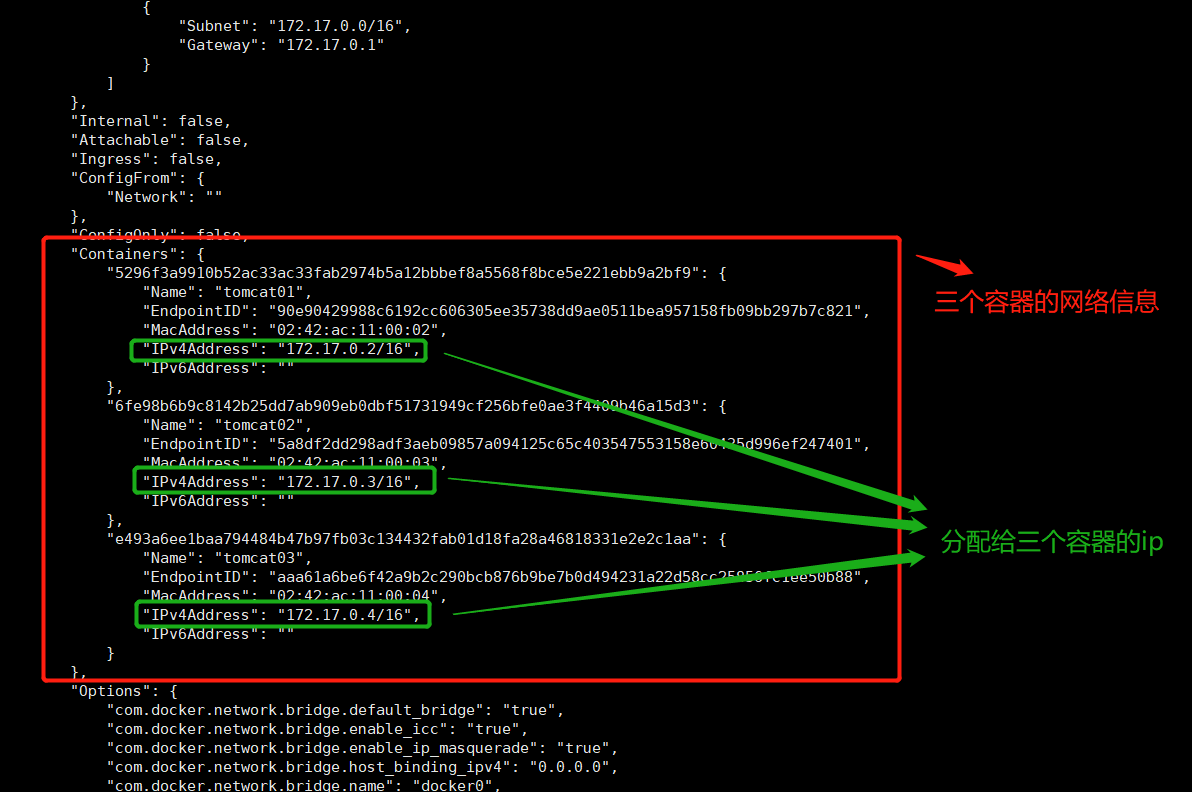 {
"Subnet": "172.17.0.0/16",
"Gateway": "172.17.0.1"
}
]
},
"Internal": false,
"Attachable": false,
"Ingress": false,
"ConfigFrom": {
"Network": ""
},
"ConfigOnly": false,
"Containers": {
"5296f3a9910b52ac33ac33fab2974b5a12bbbef8a5568f8bce5e221ebb9a2bf9": {
"Name": "tomcat01",
"EndpointID": "90e90429988c6192cc606305ee35738dd9ae0511bea957158fb09bb297b7c821",
"MacAddress": "02:42:ac:11:00:02",
"IPv4Address": "172.17.0.2/16",
"IPv6Address": ""
},
"6fe98b6b9c8142b25dd7ab909eb0dbf51731949cf256bfe0ae3f4409b46a15d3": {
"Name": "tomcat02",
"EndpointID": "5a8df2dd298adf3aeb09857a094125c65c403547553158e60435d996ef247401",
"MacAddress": "02:42:ac:11:00:03",
"IPv4Address": "172.17.0.3/16",
"IPv6Address": ""
},
"e493a6ee1baa794484b47b97fb03c134432fab01d18fa28a46818331e2e2c1aa": {
"Name": "tomcat03",
"EndpointID":
"MacAddress": "02:42:ac:11:00:04",
"IPv4Address": "172.17.0.4/16",
"IPv6Address": ""
}
},
"Options": {
"com.docker.network.bridge.default_bridge": "true",
"com.docker.network.bridge.enable_icc": "true",
"com.docker.network.bridge.enable_ip_masquerade": "true",
"com.docker.network.bridge.host_binding_ipv4": "0.0.0.0",
"com.docker.network.bridge.name": "docker0",
三个容器的网络信息
分配给三个容器的ip